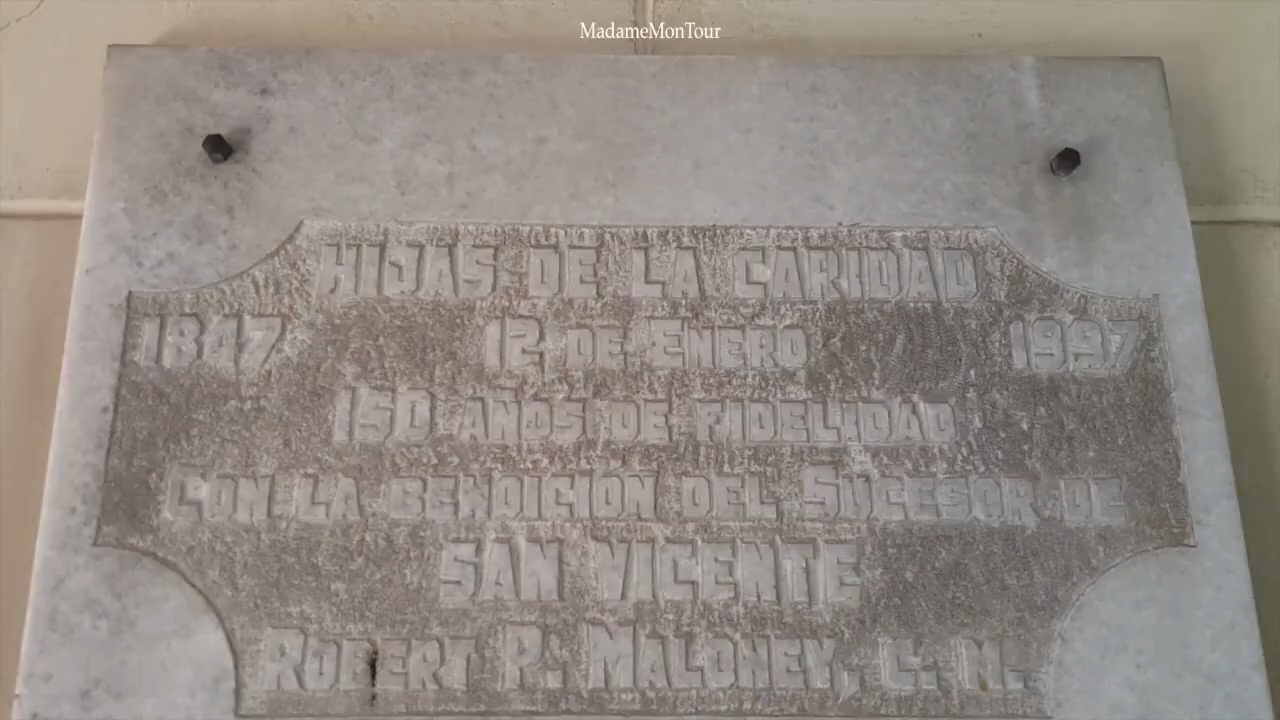 MadameMonTour
HIJAS DE LA CARIDAD
1847 12 DE ENERO 1997
150 AÑOS DE FIDELIDAD
CON LA BENDICIÓN DEL SUCESOR DE
SAN VICENTE
ROBERT P. MALONEY, C. M.